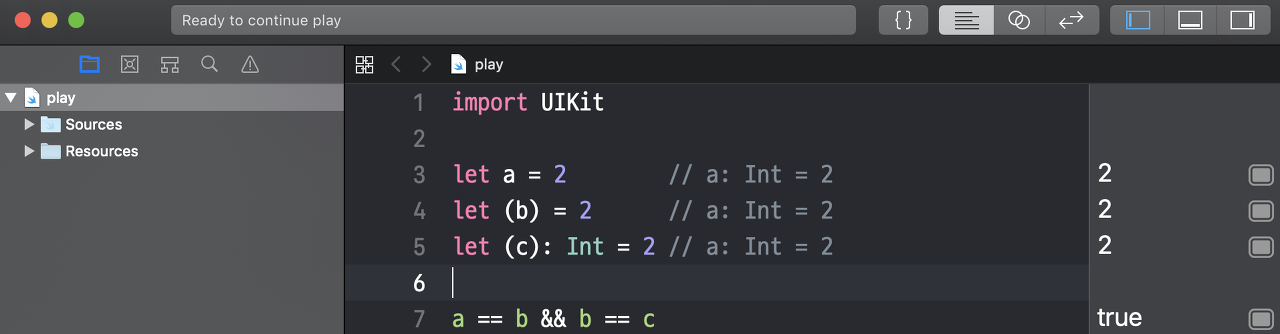 Ready to continue play
{ }
play
play
Sources
Resources
1 import UIKit
2
3 let a = 2 // a: Int = 2 2
4 let (b) = 2 // a: Int = 2 2
5 let (c): Int = 2 // a: Int = 2 2
6
7 a == b && b == c true